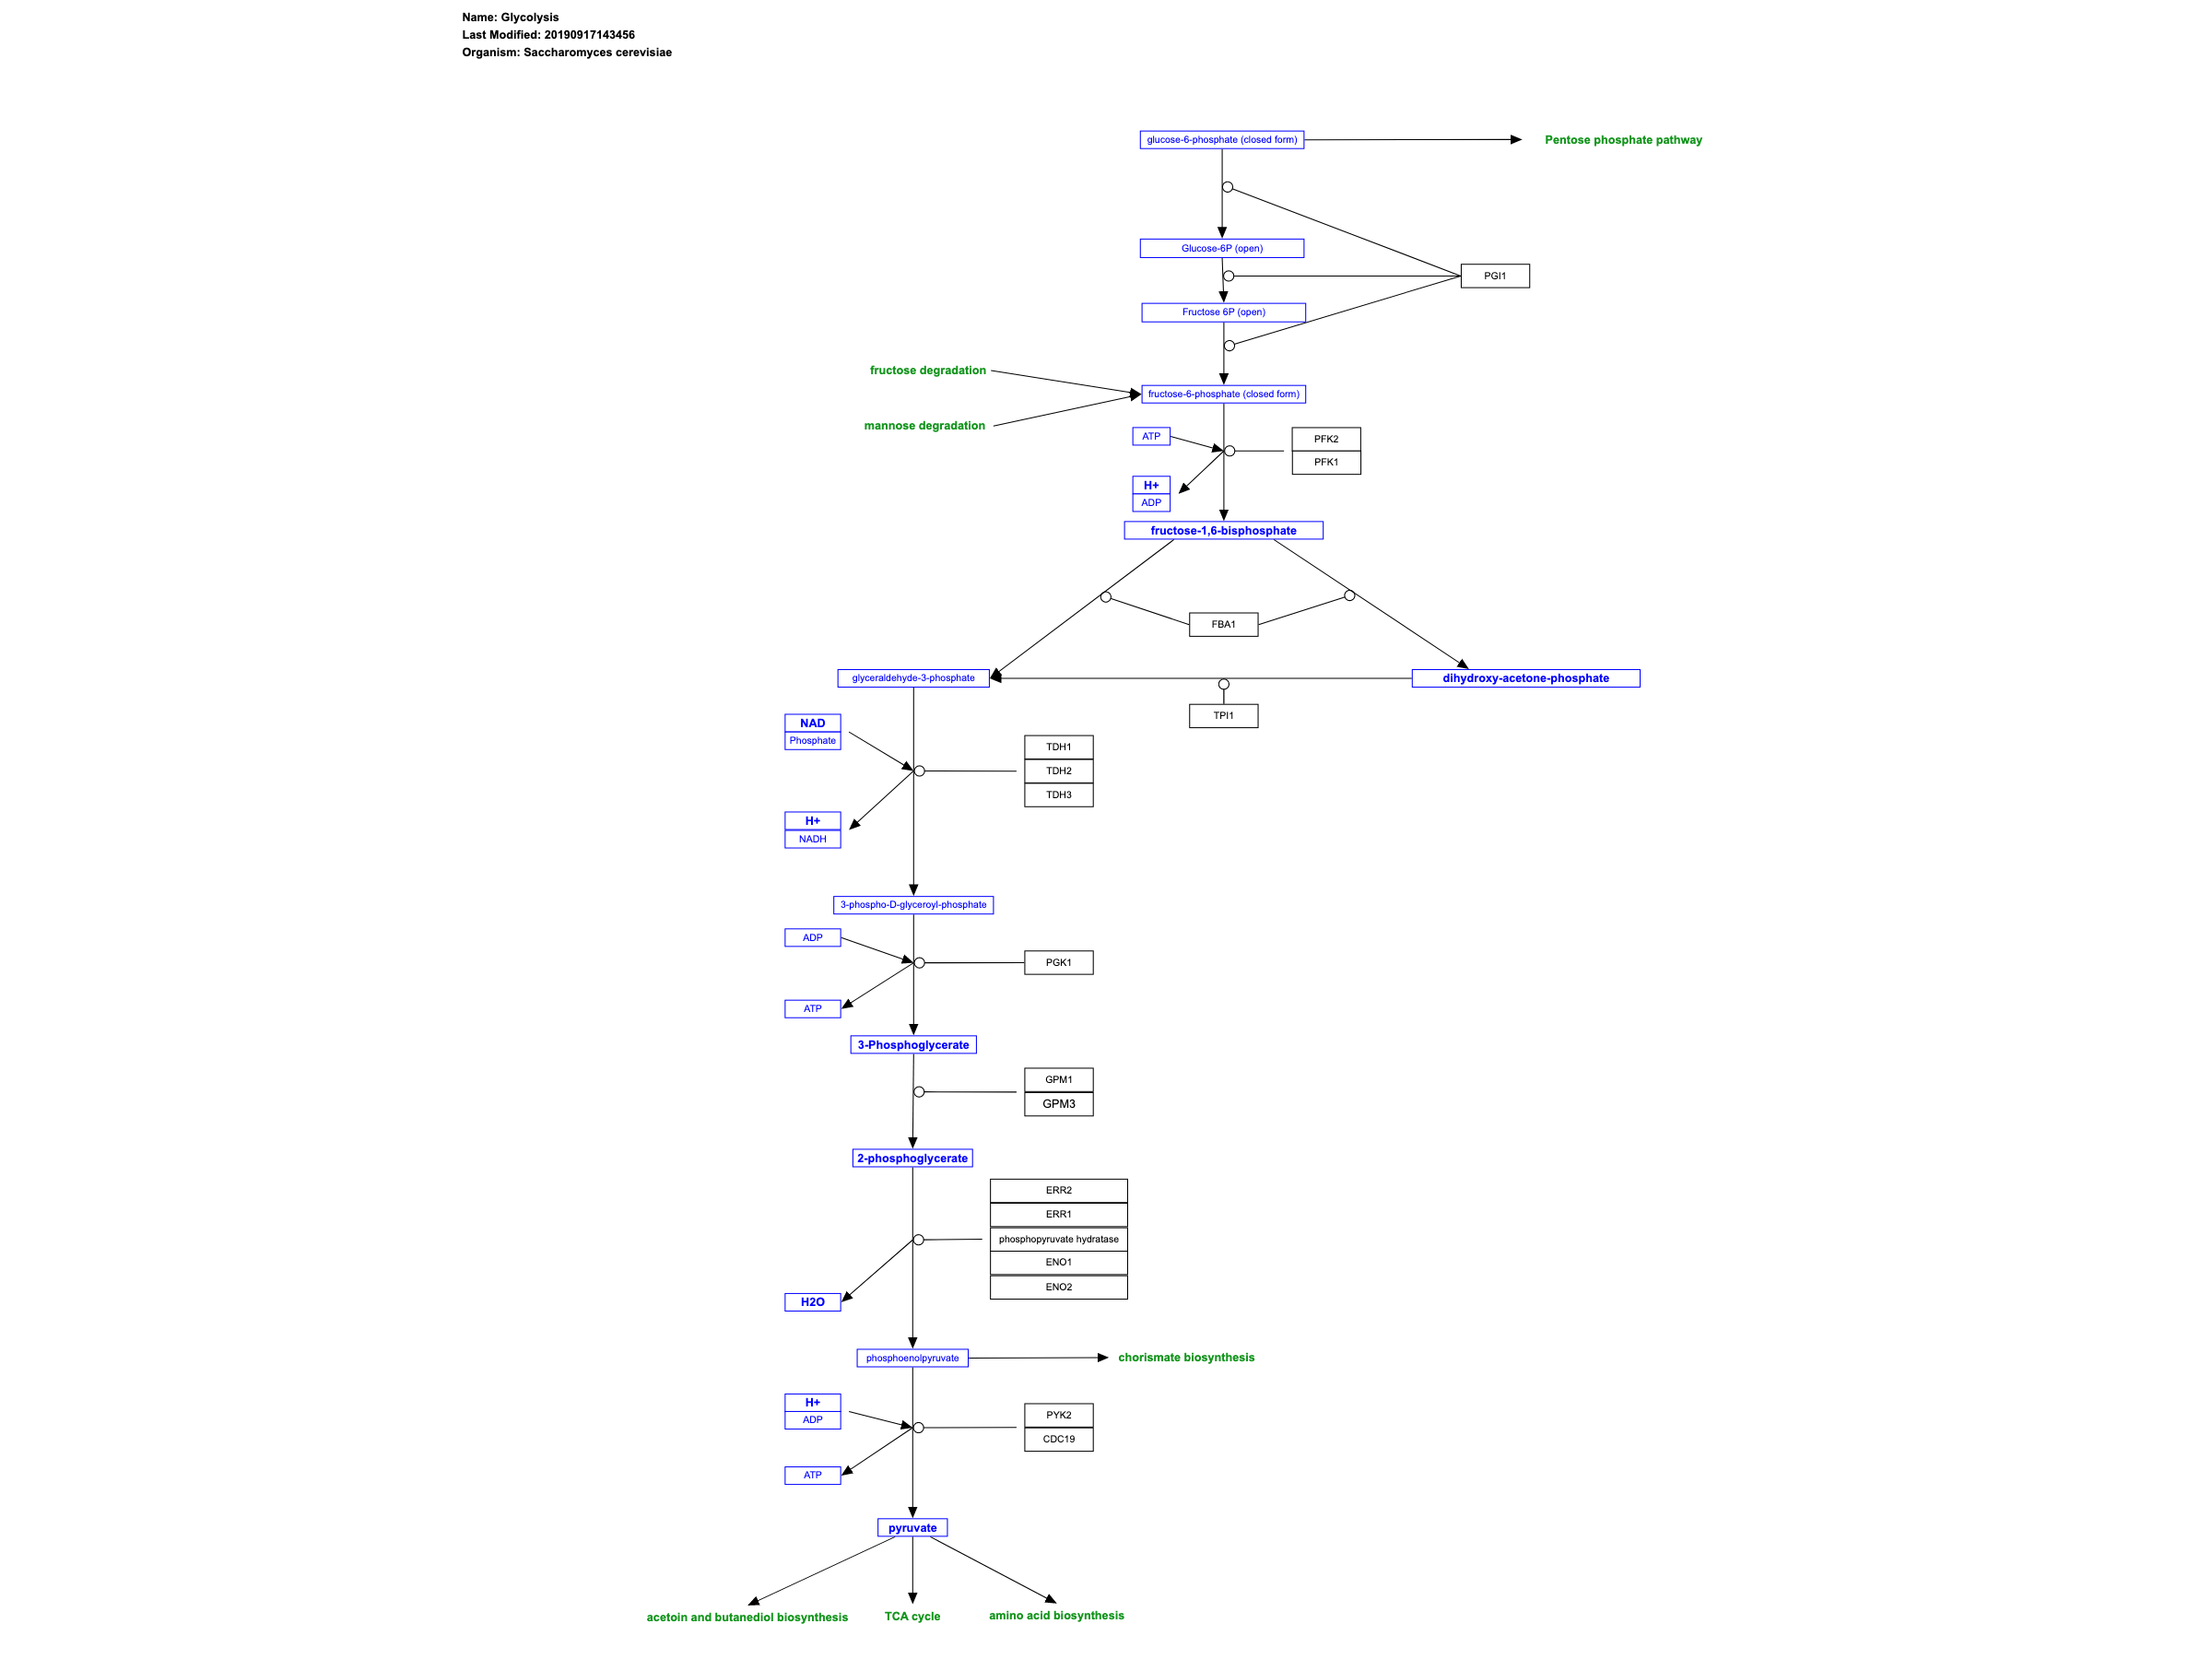 Name: Glycolysis
Last Modified: 20190917143456
Organism: Saccharomyces cerevisiae
glucose-6-phosphate (closed form)
Pentose phosphate pathway
Glucose-6P (open)
PGI1
Fructose 6P (open)
fructose degradation
fructose-6-phosphate (closed form)
mannose degradation
ATP
PFK2
PFK1
H+
ADP
fructose-1,6-bisphosphate
FBA1
glyceraldehyde-3-phosphate
dihydroxy-acetone-phosphate
TPI1
NAD
Phosphate
TDH1
TDH2
TDH3
H+
NADH
3-phospho-D-glyceroyl-phosphate
ADP
PGK1
ATP
3-Phosphoglycerate
GPM1
GPM3
2-phosphoglycerate
ERR2
ERR1
phosphopyruvate hydratase
ENO1
ENO2
H2O
phosphoenolpyruvate
chorismate biosynthesis
H+
ADP
PYK2
CDC19
ATP
pyruvate
acetoin and butanediol biosynthesis
TCA cycle
amino acid biosynthesis